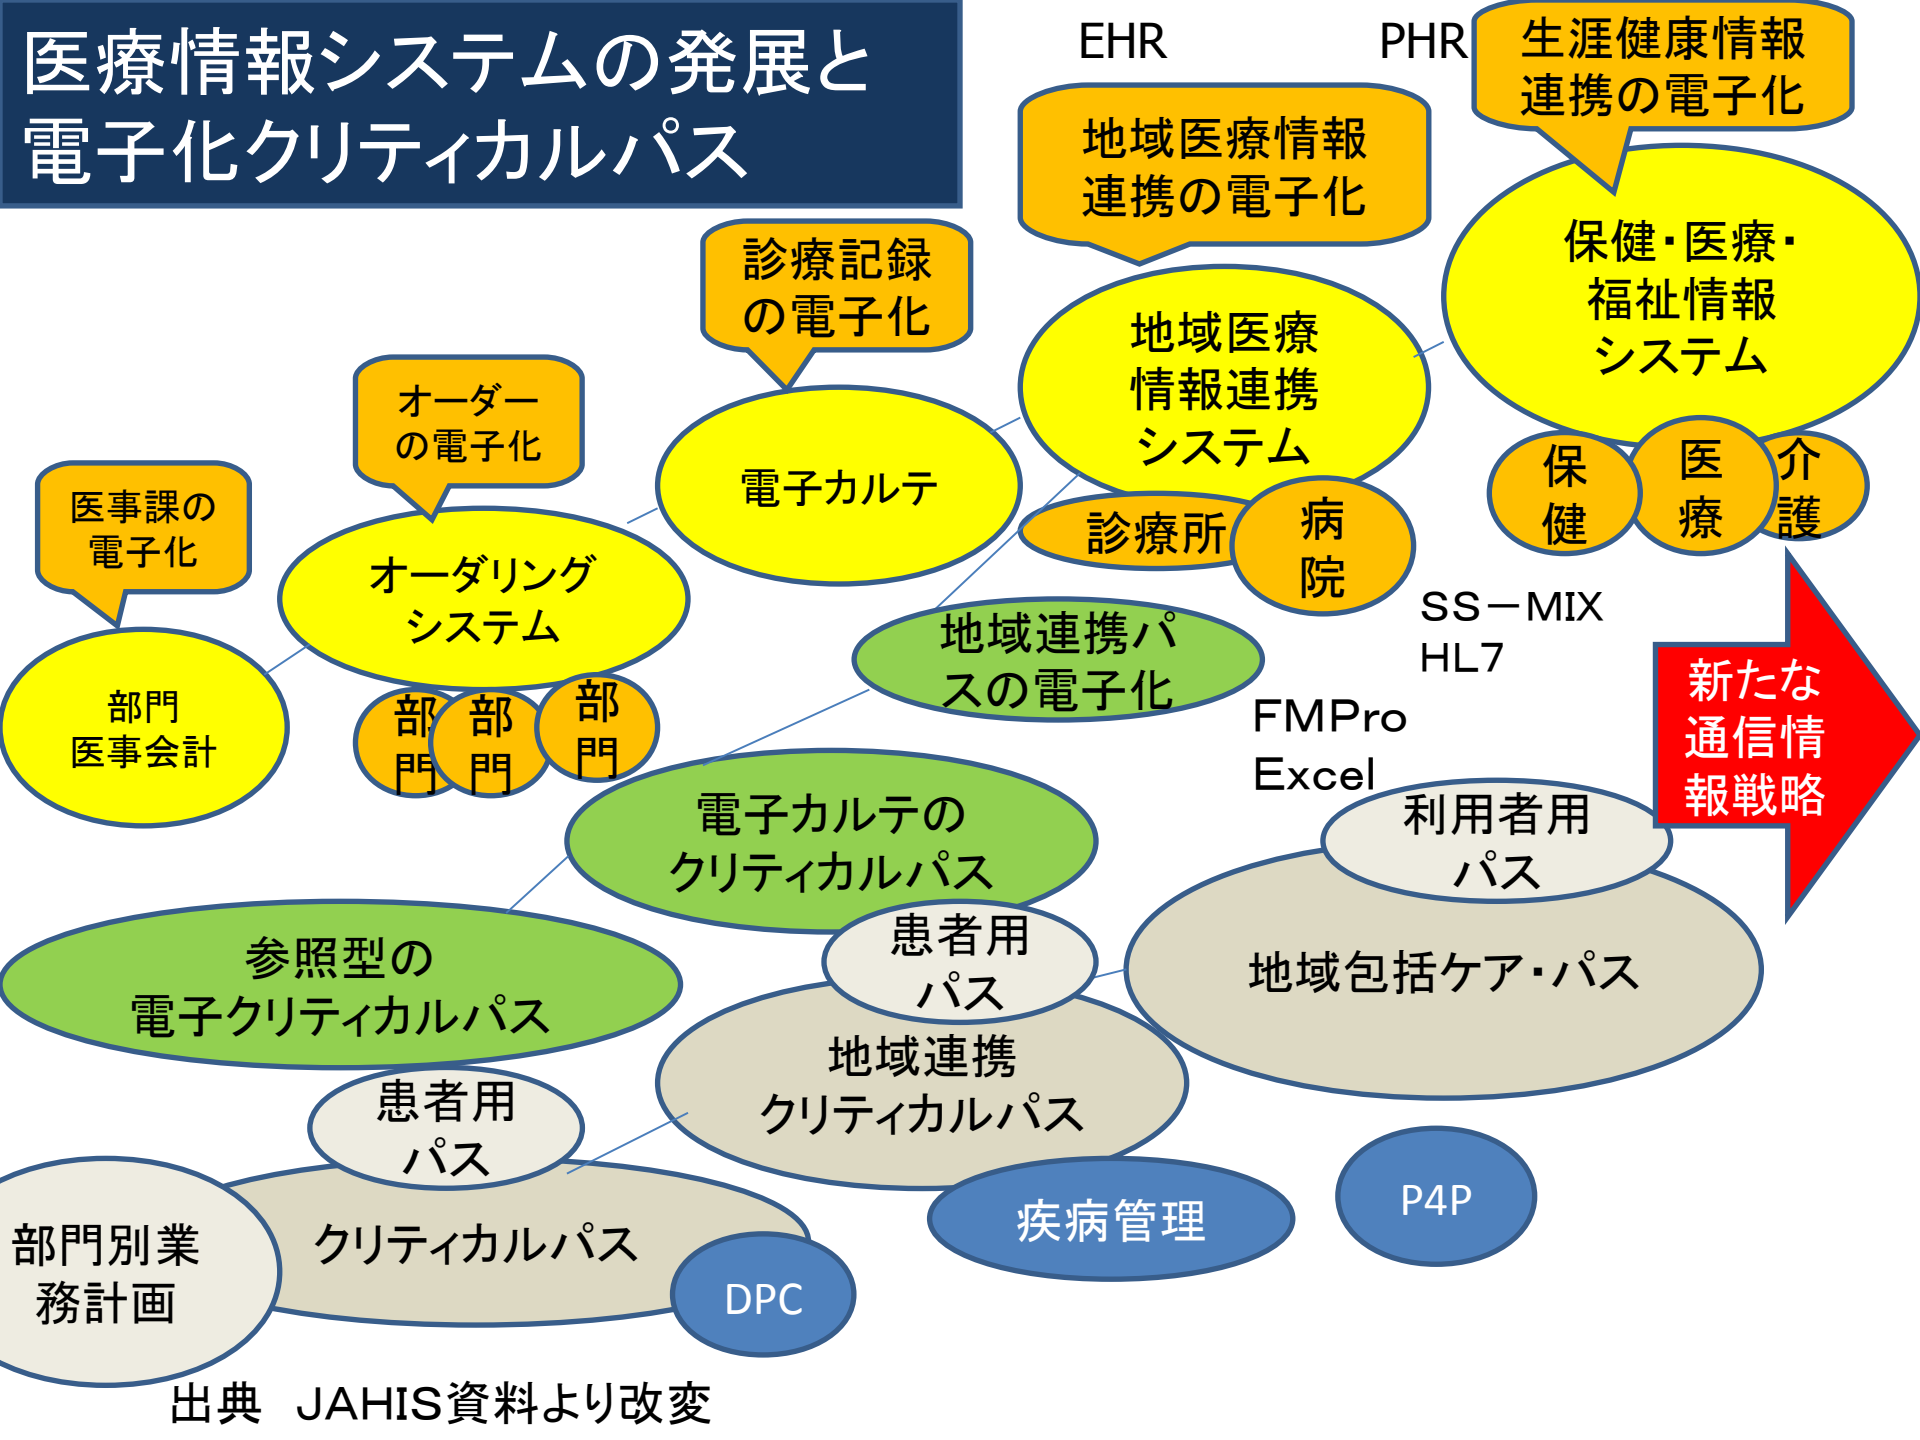 医療情報システムの発展と
電子化クリティカルパス
EHR
PHR
生涯健康情報
連携の電子化
地域医療情報
連携の電子化
診療記録
の電子化
オーダー
の電子化
医事課の
電子化
保健・医療・
福祉情報
システム
地域医療
情報連携
システム
電子カルテ
オーダリング
システム
部門
医事会計
保
健
医
療
介
護
診療所
病
院
部
門
部
門
部
門
地域連携パ
スの電子化
SS－MIX
HL7
FMPro
Excel
新たな
通信情
報戦略
電子カルテの
クリティカルパス
利用者用
パス
参照型の
電子クリティカルパス
患者用
パス
地域包括ケア・パス
地域連携
クリティカルパス
患者用
パス
疾病管理
P4P
部門別業
務計画
クリティカルパス
DPC
出典　JAHIS資料より改変